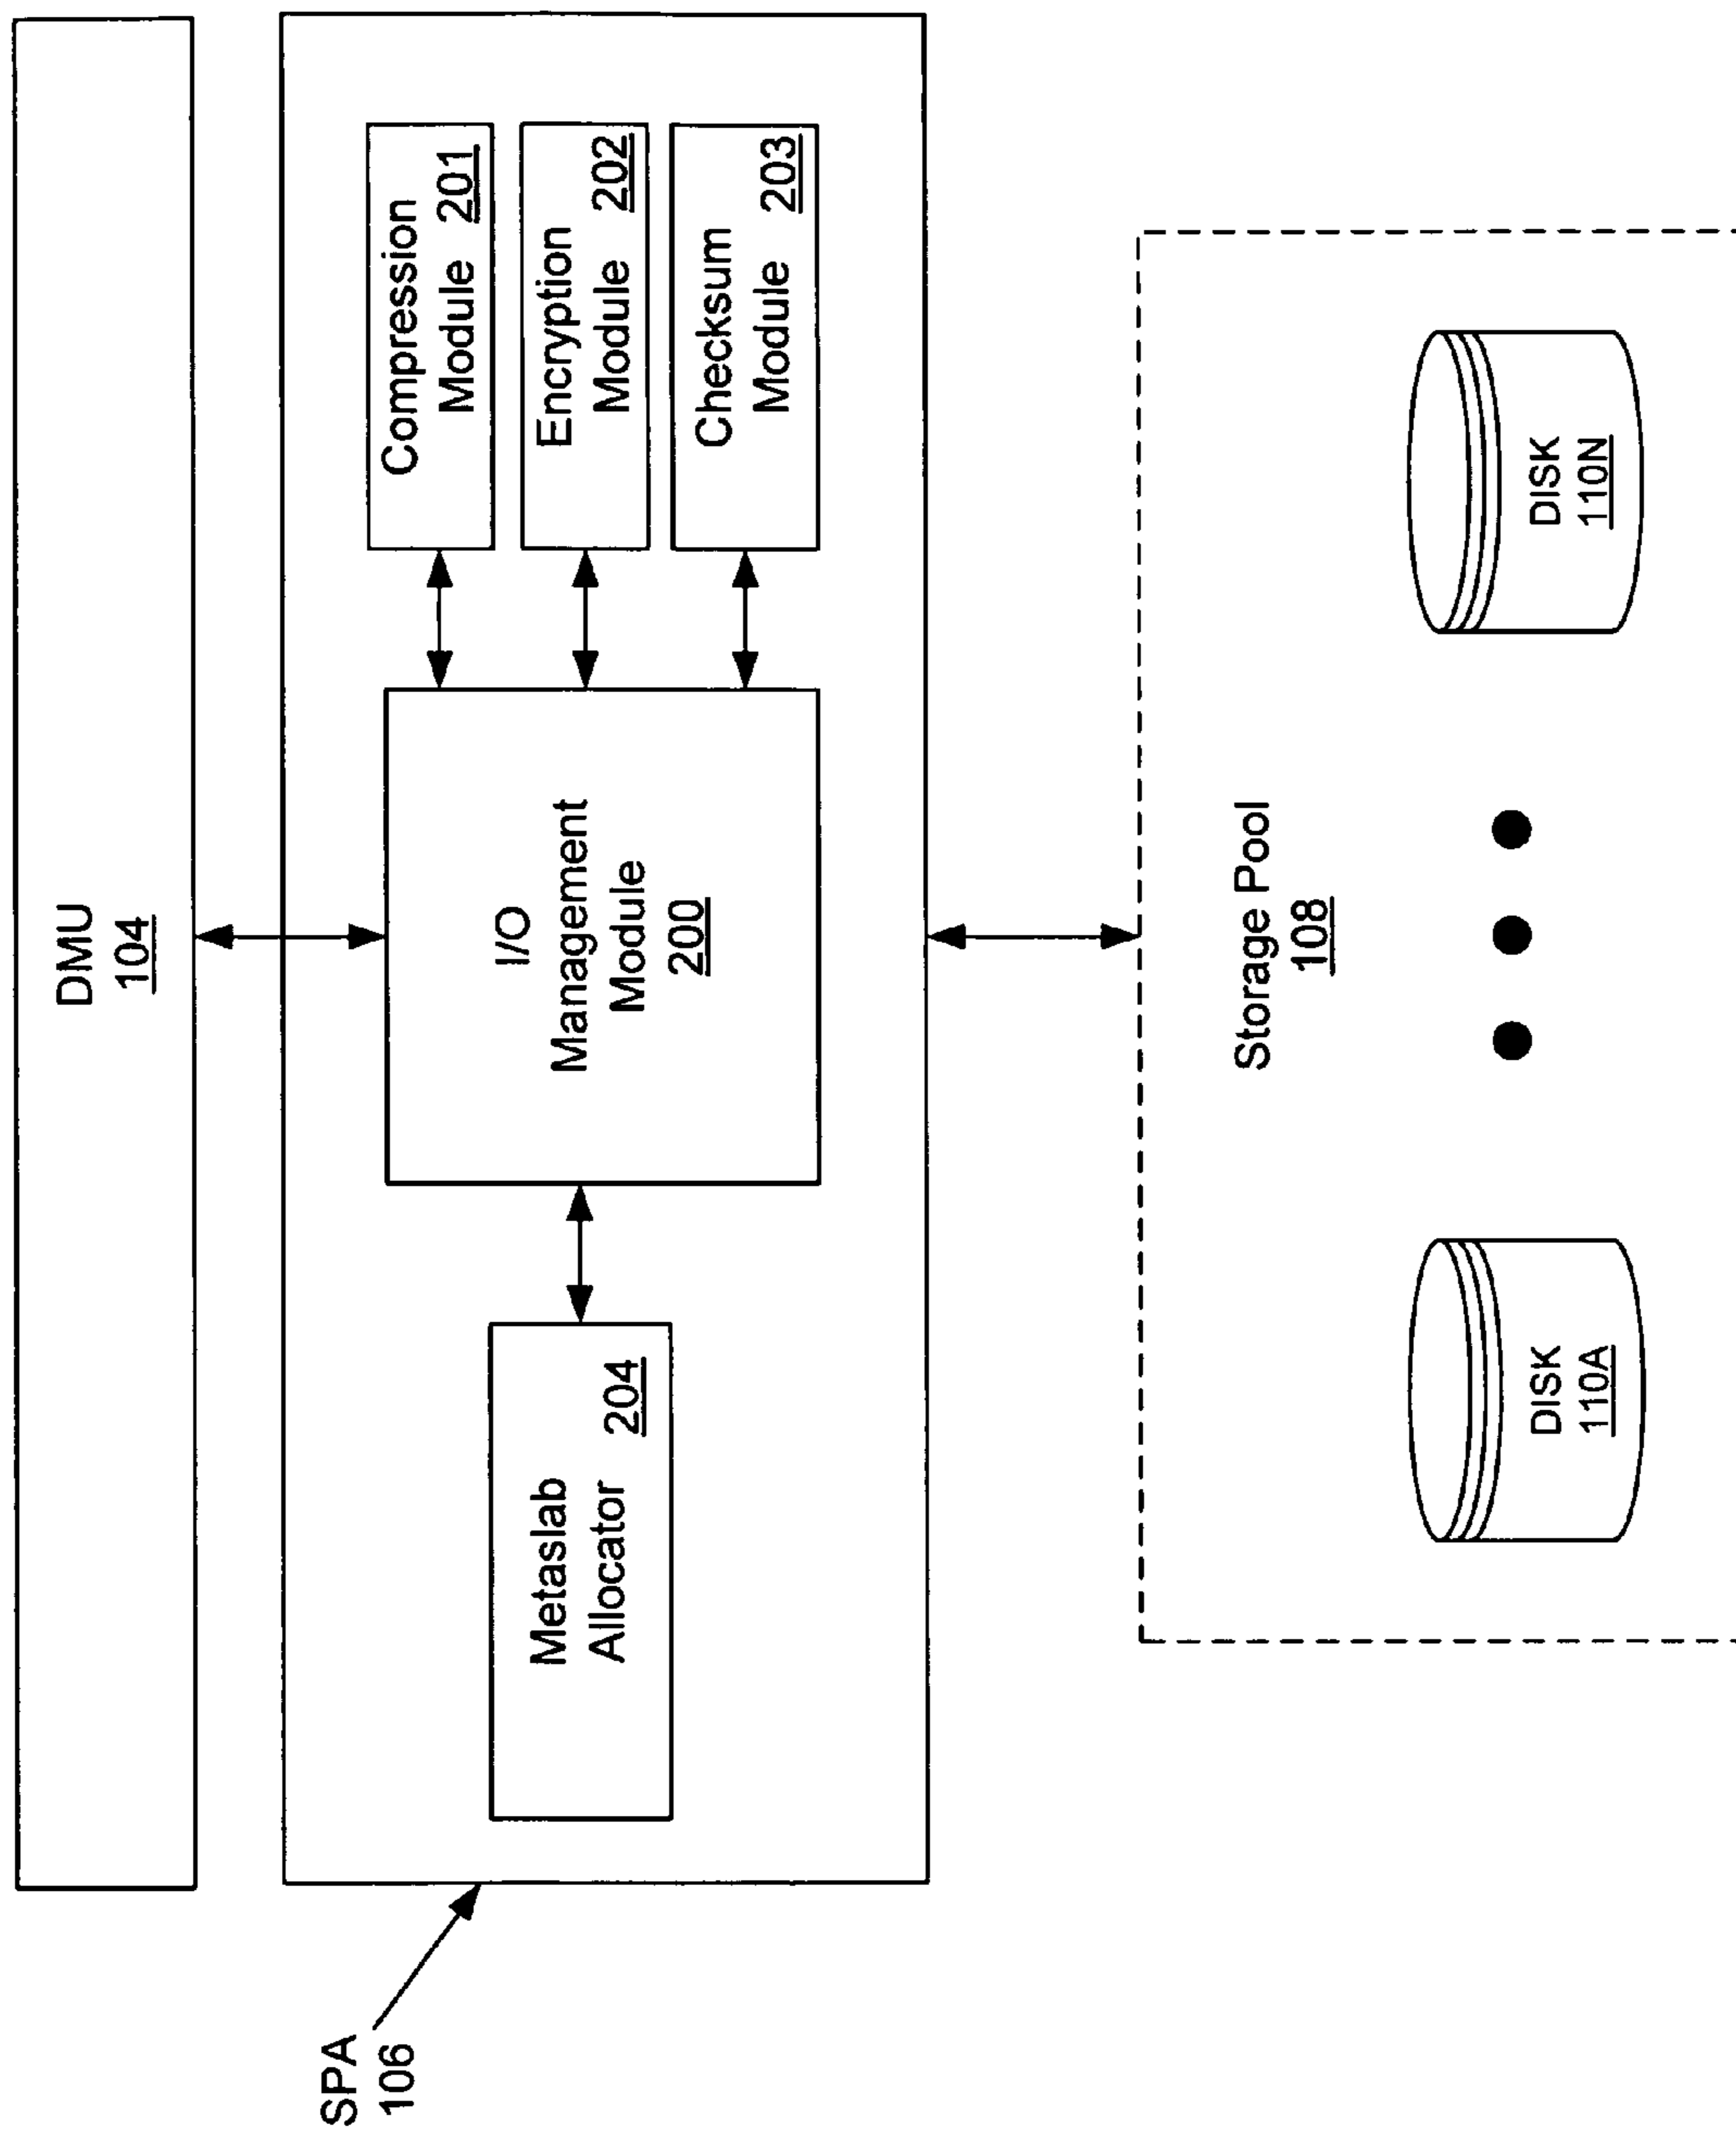 DMU
104
SPA
106
Metaslab
Allocator 204
I/O
Management
Module
200
Compression
Module 201
Encryption
Module 202
Checksum
Module 203
Storage Pool
108
DISK
110A
DISK
110N